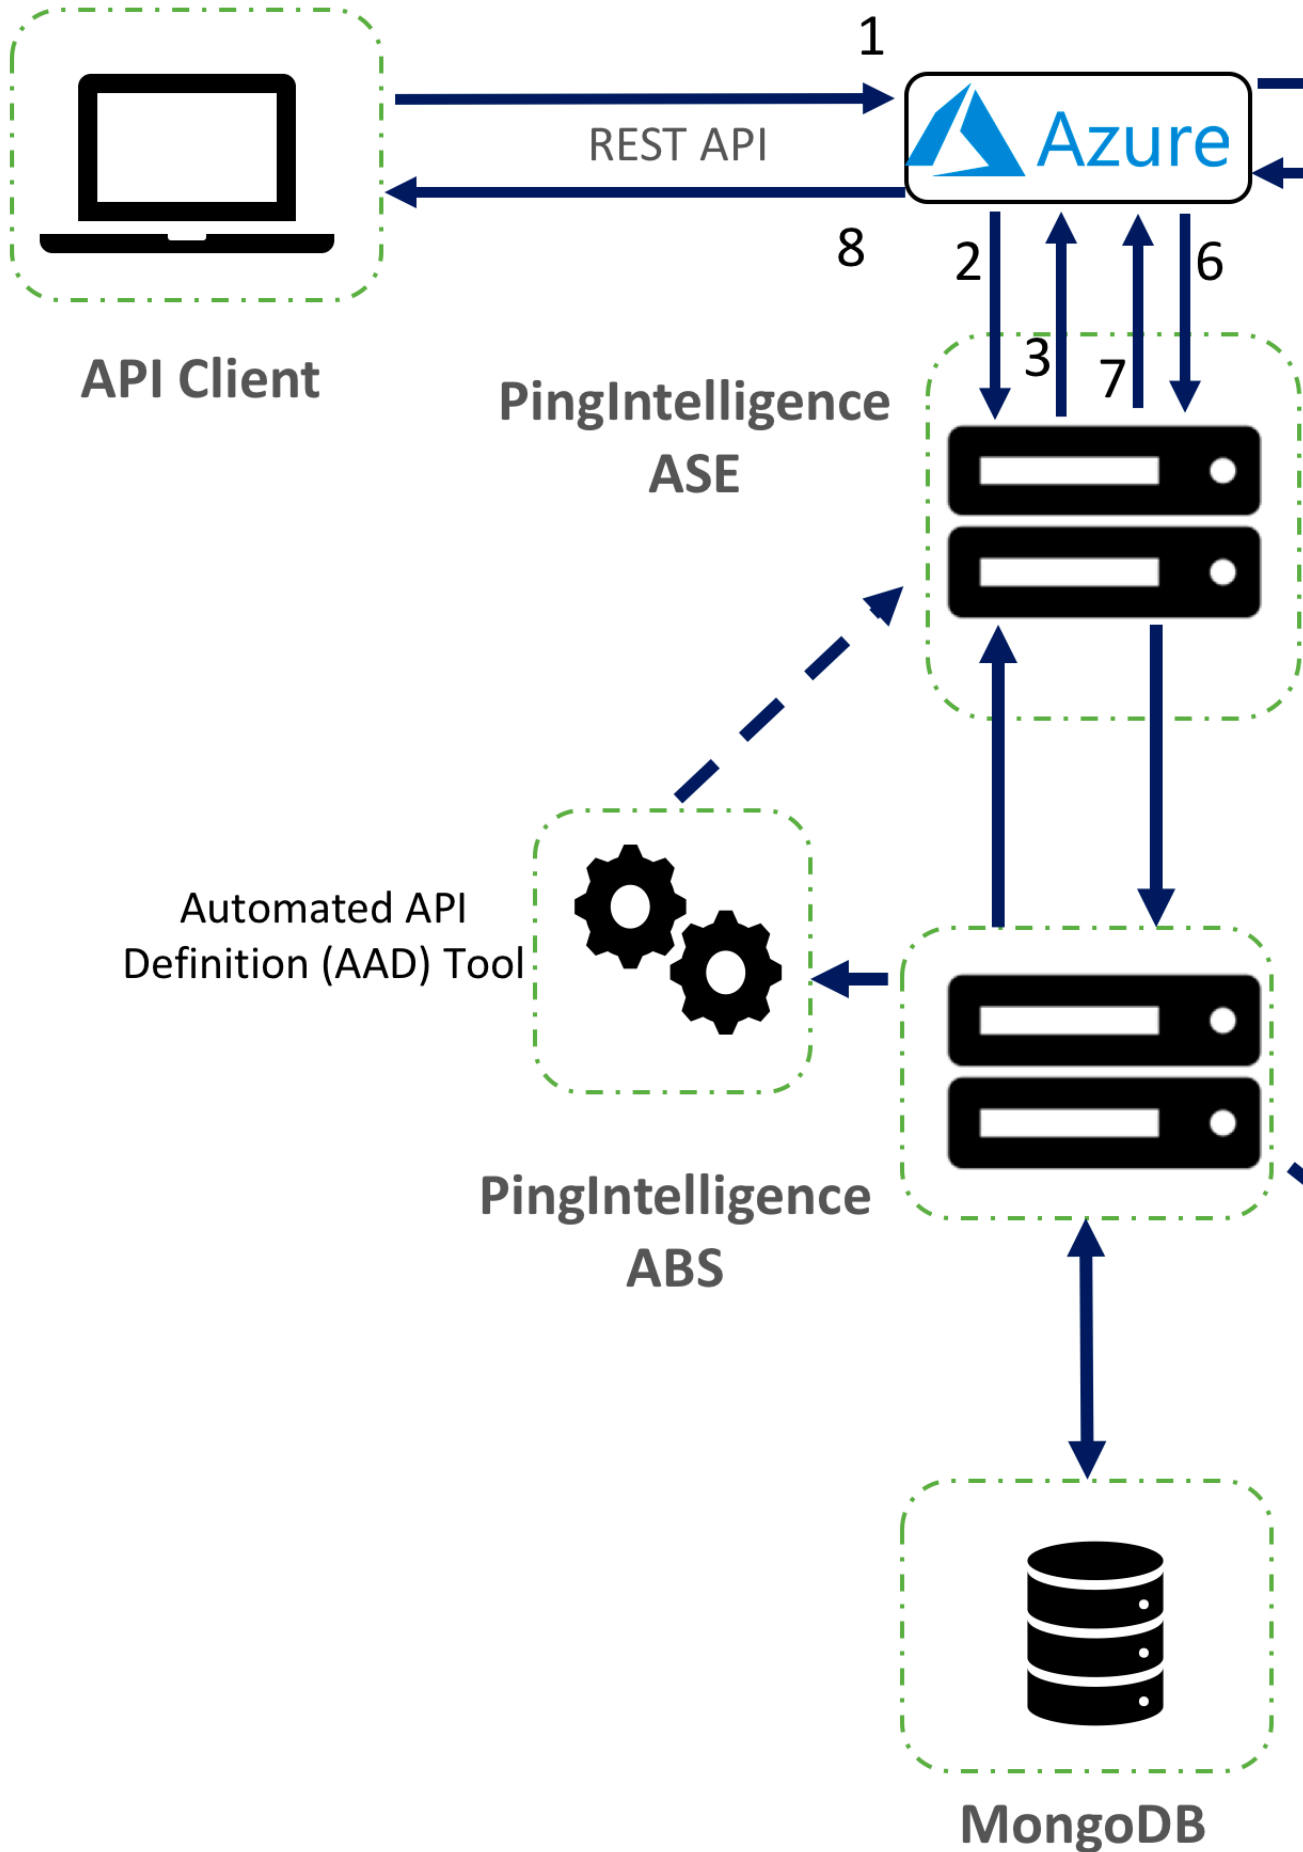 1
REST API
Azure
8
2
3
7
6
API Client
PingIntelligence
ASE
Automated API
Definition (AAD) Tool
PingIntelligence
ABS
MongoDB